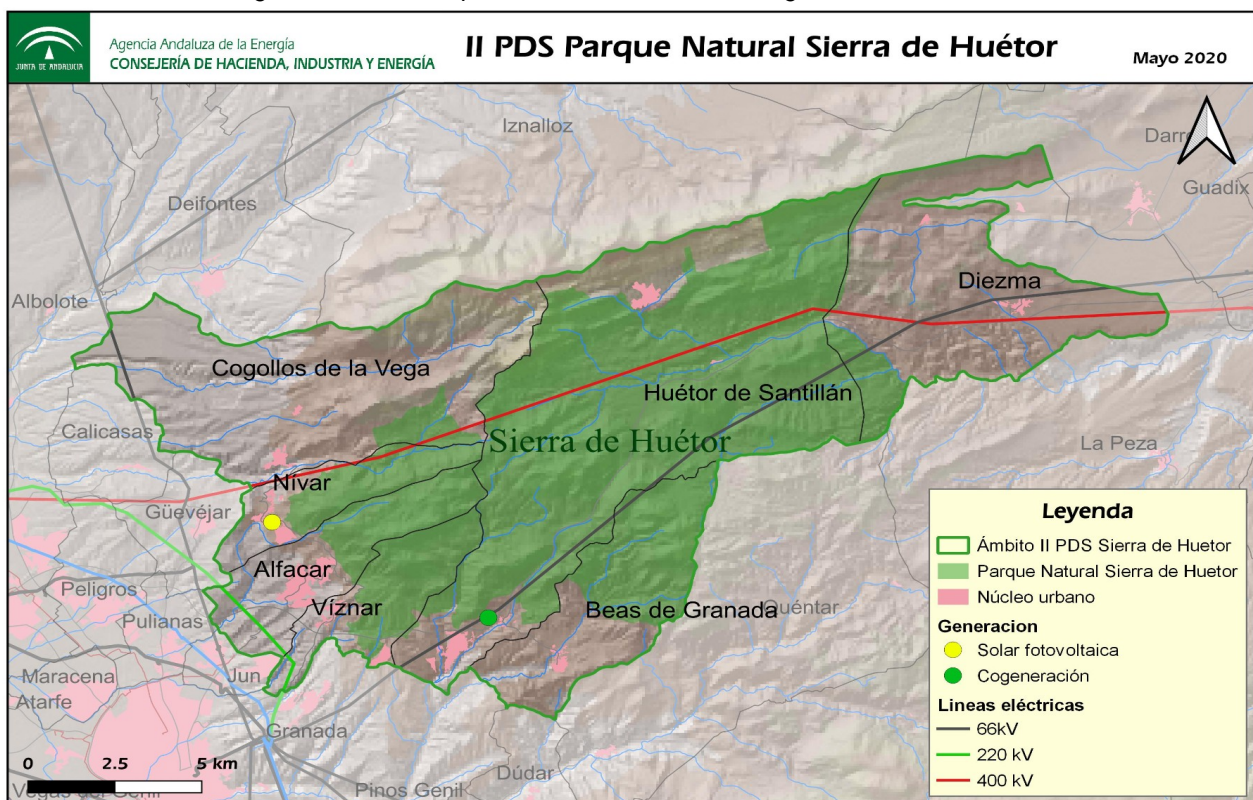 JUNTA DE ANDALUCIA
Agencia Andaluza de la Energía
CONSEJERÍA DE HACIENDA, INDUSTRIA Y ENERGÍA
II PDS Parque Natural Sierra de Huétor
Mayo 2020
Iznalloz
Darro
Deifontes
Guadix
Albolote
Diezma
Cogollos de la Vega
Huétor de Santillán
Calicasas
Sierra de Huétor
La Peza
Nívar
Güevéjar
Alfacar
Peligros
Víznar
Beas de Granada
Quéntar
Pulianas
Maracena
Jun
Atarfe
Granada
Dúdar
Pinos Genil
Vegas del Genil
0 2.5 5 km
Leyenda
Ámbito II PDS Sierra de Huetor
Parque Natural Sierra de Huetor
Núcleo urbano
Generacion
Solar fotovoltaica
Cogeneración
Lineas eléctricas
66kV
220 kV
400 kV